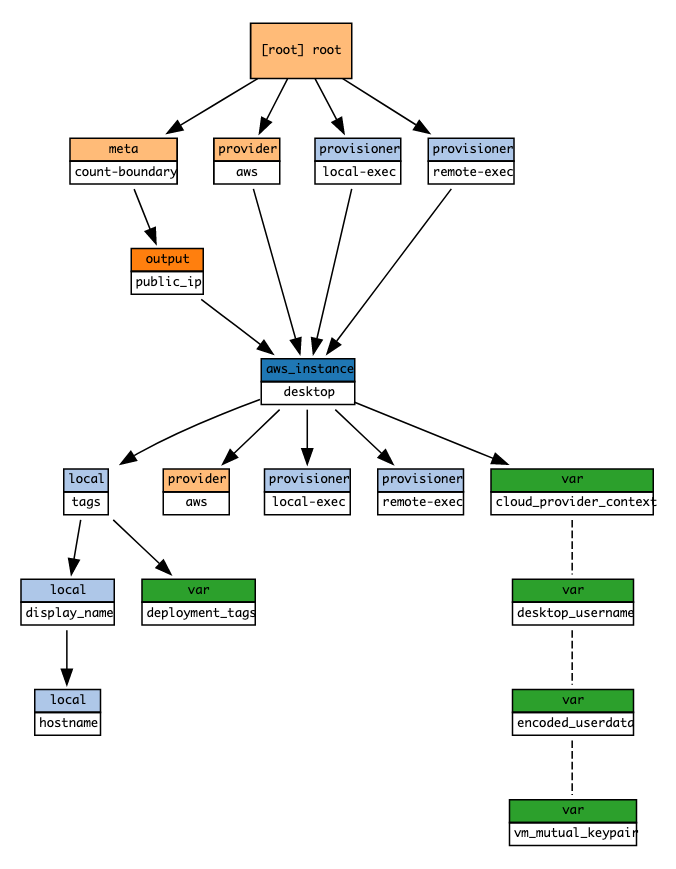 [root] root
meta
count-boundary
provider
aws
provisioner
local-exec
provisioner
remote-exec
output
public_ip
aws_instance
desktop
local
tags
provider
aws
provisioner
local-exec
provisioner
remote-exec
var
cloud_provider_context
local
display_name
var
deployment_tags
var
desktop_username
local
hostname
var
encoded_userdata
var
vm_mutual_keypair